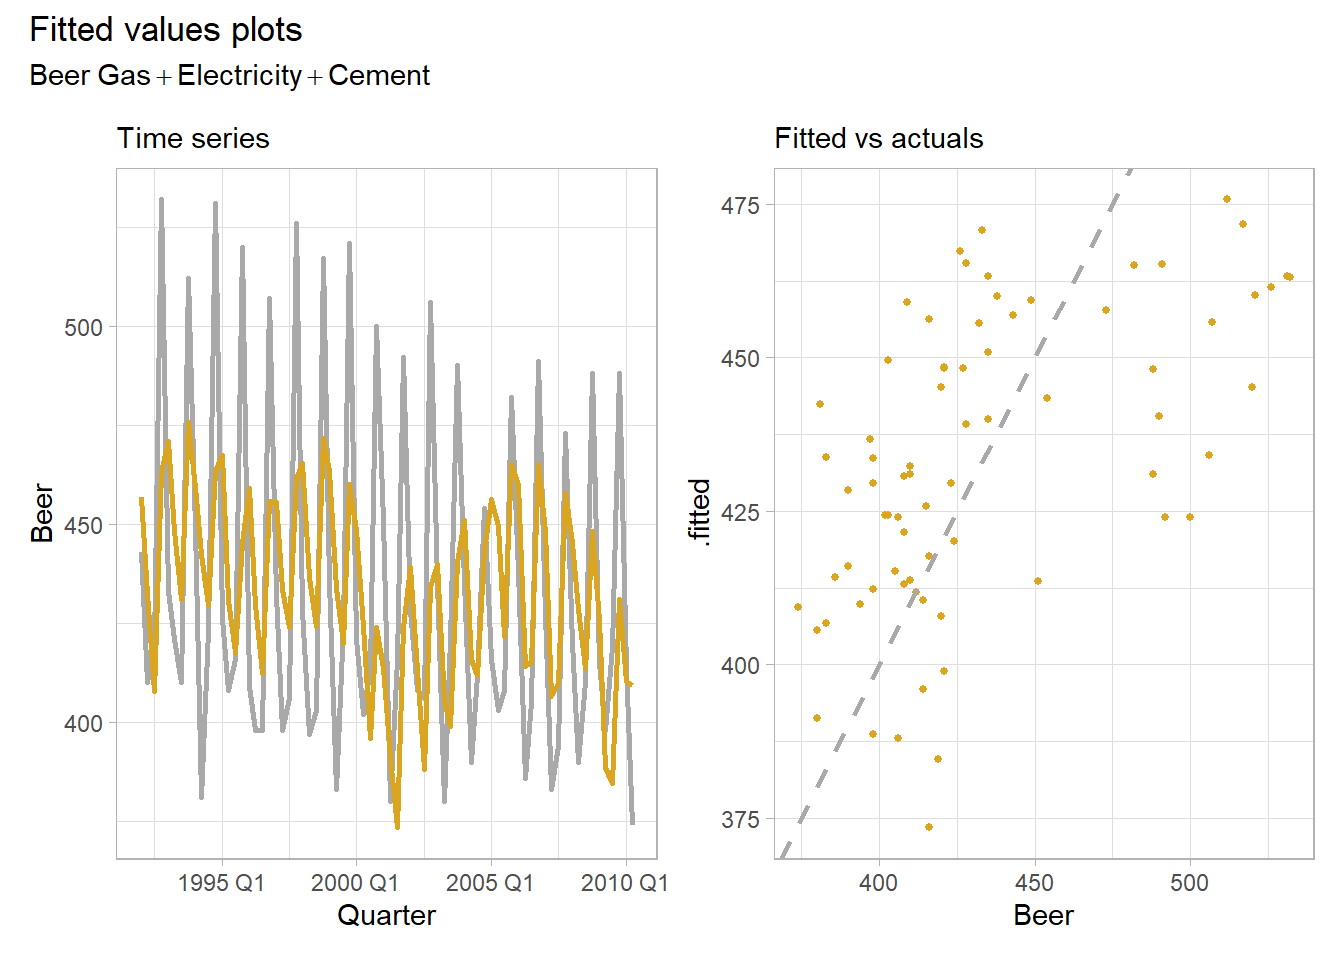 Fitted values plots
Beer Gas + Electricity + Cement
Time series
Beer
500
450
400
1995 Q1 2000 Q1 2005 Q1 2010 Q1
Quarter
Fitted vs actuals
.fitted
475
450
425
400
375
400 450 500
Beer